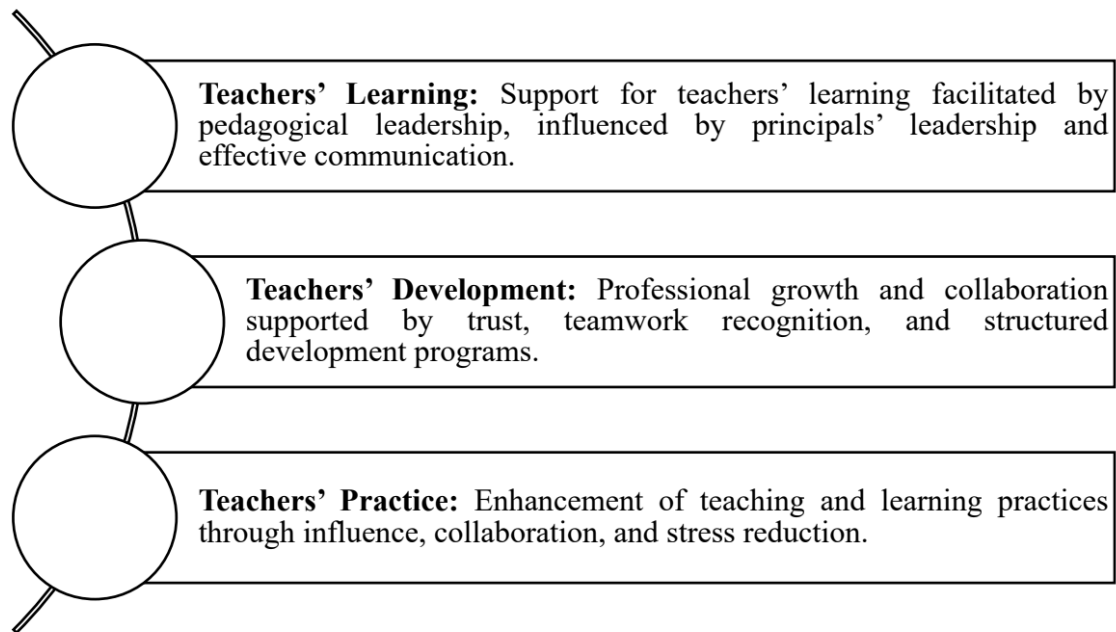 Teachers’ Learning: Support for teachers’ learning facilitated by
pedagogical leadership, influenced by principals’ leadership and
effective communication.
Teachers’ Development: Professional growth and collaboration
supported by trust, teamwork recognition, and structured
development programs.
Teachers’ Practice: Enhancement of teaching and learning practices
through influence, collaboration, and stress reduction.